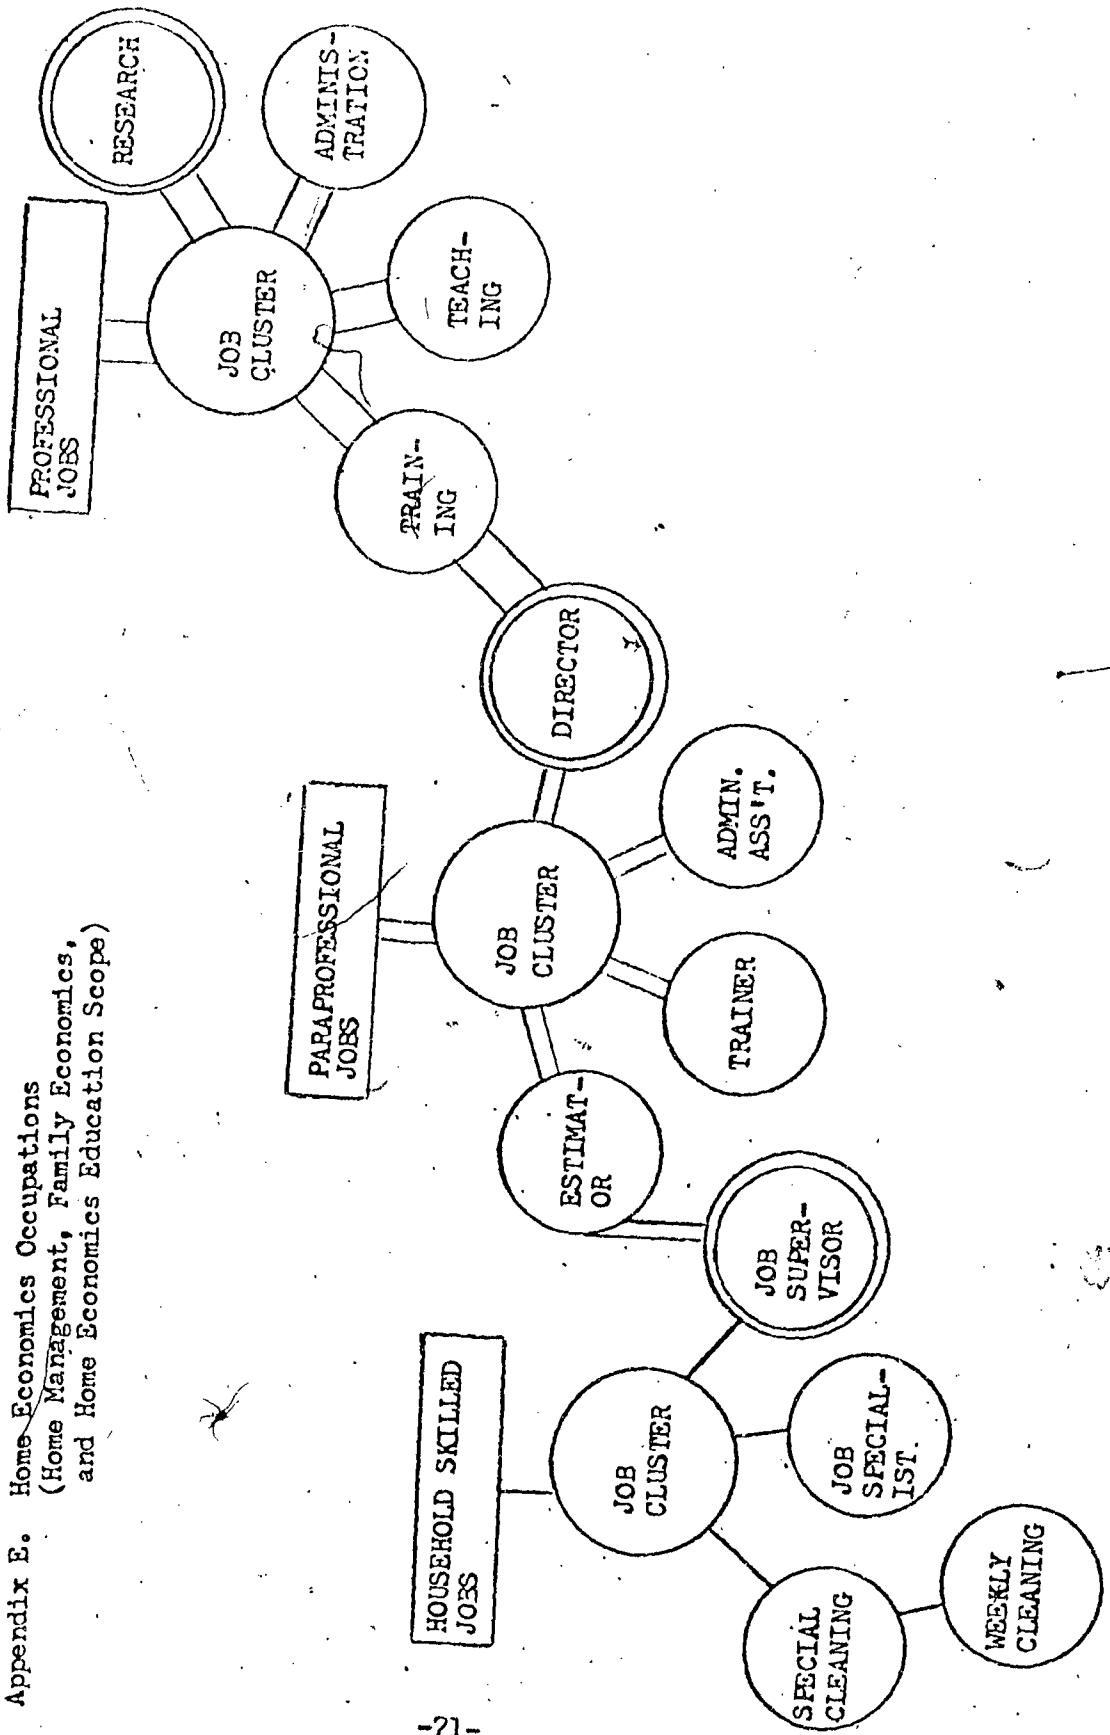 Appendix E. Home Economics Occupations
(Home Management, Family Economics,
and Home Economics Education Scope)
HOUSEHOLD SKILLED
JOBS
JOB
CLUSTER
SPECIAL
CLEANING
WEEKLY
CLEANING
JOB
SPECIAL-
IST.
JOB
SUPER-
VISOR
PARAPROFESSIONAL
JOBS
JOB
CLUSTER
ESTIMAT-
OR
TRAINER
ADMIN.
ASS'T.
DIRECTOR
PROFESSIONAL
JOBS
JOB
CLUSTER
TRAIN-
ING
TEACH-
ING
ADMINIS-
TRATION
RESEARCH
-21-